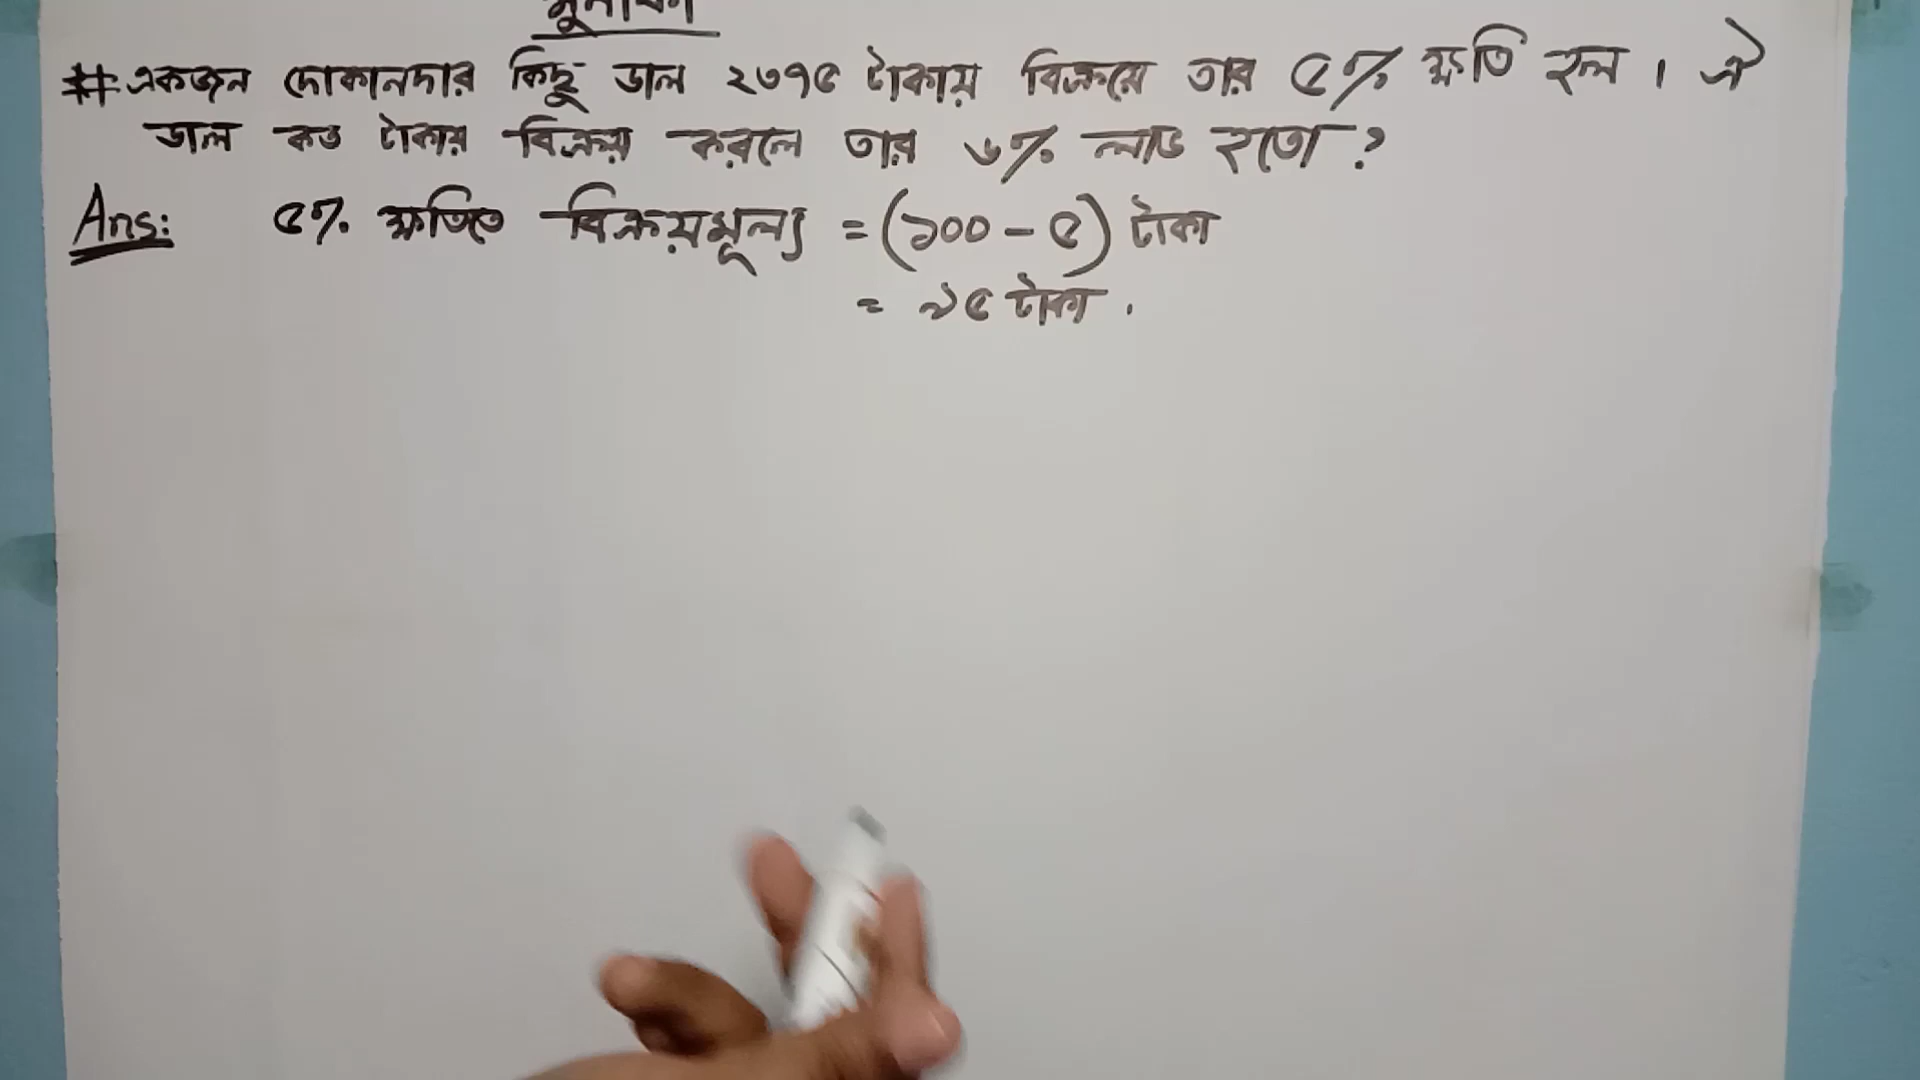 মুনাফা
# একজন দোকানদার কিছু ডাল ২৩৭৫ টাকায় বিক্রয়ে তার ৫% ক্ষতি হল । ঐ
ডাল কত টাকায় বিক্রয় করলে তার ৬% লাভ হতো ?
Ans: ৫% ক্ষতিতে বিক্রয়মূল্য = (১০০ - ৫) টাকা
= ৯৫ টাকা .